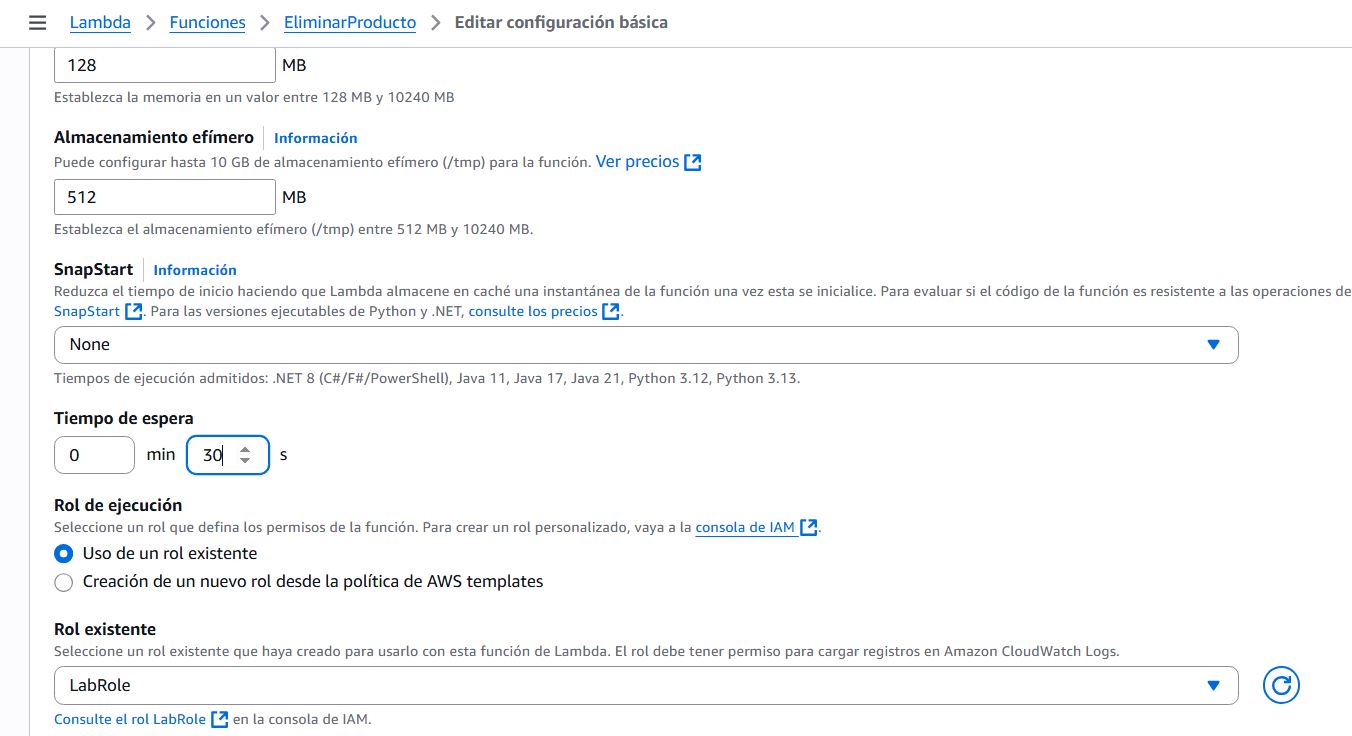 Lambda > Funciones > EliminarProducto > Editar configuración básica
128 MB
Establezca la memoria en un valor entre 128 MB y 10240 MB
Almacenamiento efímero Información
Puede configurar hasta 10 GB de almacenamiento efímero (/tmp) para la función. Ver precios
512 MB
Establezca el almacenamiento efímero (/tmp) entre 512 MB y 10240 MB.
SnapStart Información
Reduzca el tiempo de inicio haciendo que Lambda almacene en caché una instantánea de la función una vez esta se inicialice. Para evaluar si el código de la función es resistente a las operaciones de
SnapStart. Para las versiones ejecutables de Python y .NET, consulte los precios.
None
Tiempos de ejecución admitidos: .NET 8 (C#/F#/PowerShell), Java 11, Java 17, Java 21, Python 3.12, Python 3.13.
Tiempo de espera
0 min 30 s
Rol de ejecución
Seleccione un rol que defina los permisos de la función. Para crear un rol personalizado, vaya a la consola de IAM.
Uso de un rol existente
Creación de un nuevo rol desde la política de AWS templates
Rol existente
Seleccione un rol existente que haya creado para usarlo con esta función de Lambda. El rol debe tener permiso para cargar registros en Amazon CloudWatch Logs.
LabRole
Consulte el rol LabRole en la consola de IAM.